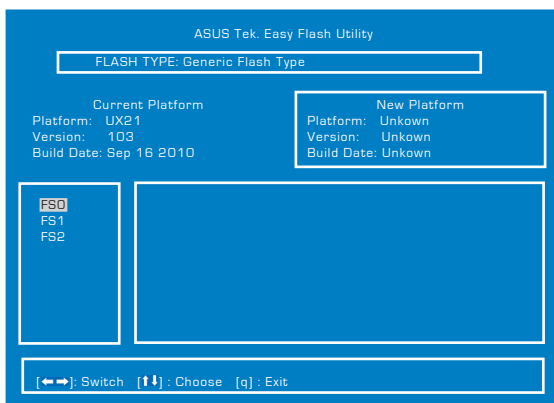 ASUS Tek. Easy Flash Utility
FLASH TYPE: Generic Flash Type
Current Platform
Platform: UX21
Version: 103
Build Date: Sep 16 2010
New Platform
Platform: Unkown
Version: Unkown
Build Date: Unkown
FS0
FS1
FS2
[←→]: Switch [↑↓] : Choose [q] : Exit